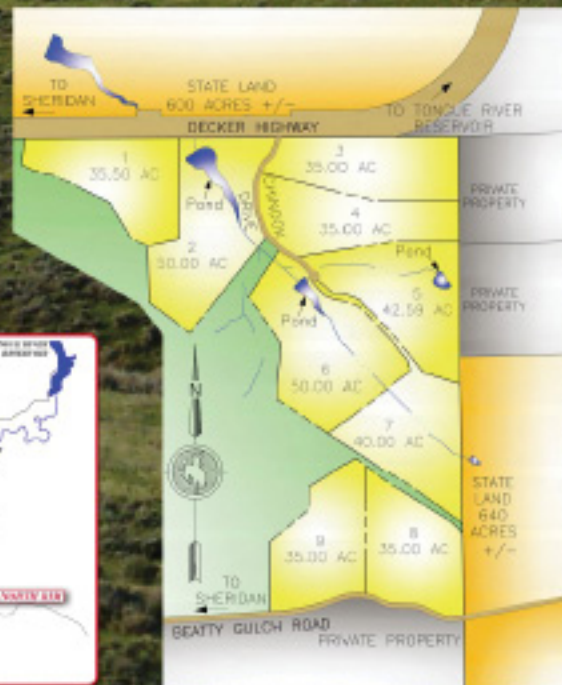 TO
SHERIDAN
STATE LAND
600 ACRES +/-
TO TONGUE RIVER
RESERVOIR
DECKER HIGHWAY
1
35.50 AC
Pond
2
50.00 AC
DRIVE
3
35.00 AC
4
35.00 AC
PRIVATE
PROPERTY
Pond
5
42.59 AC
PRIVATE
PROPERTY
Pond
6
50.00 AC
7
40.00 AC
N
STATE
LAND
640
ACRES
+/-
9
35.00 AC
8
35.00 AC
TO
SHERIDAN
BEATTY GULCH ROAD
PRIVATE PROPERTY